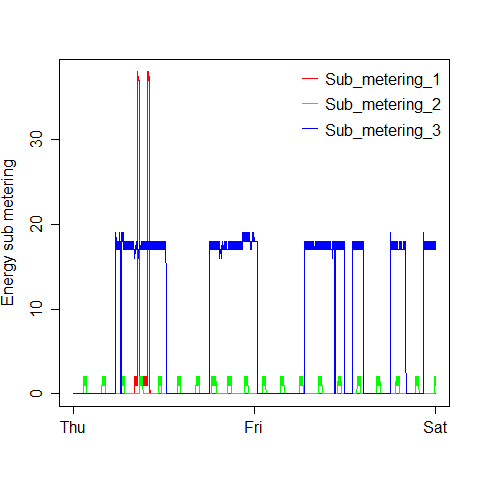 Sub_metering_1
Sub_metering_2
Sub_metering_3
Energy sub metering
30
20
10
0
Thu
Fri
Sat